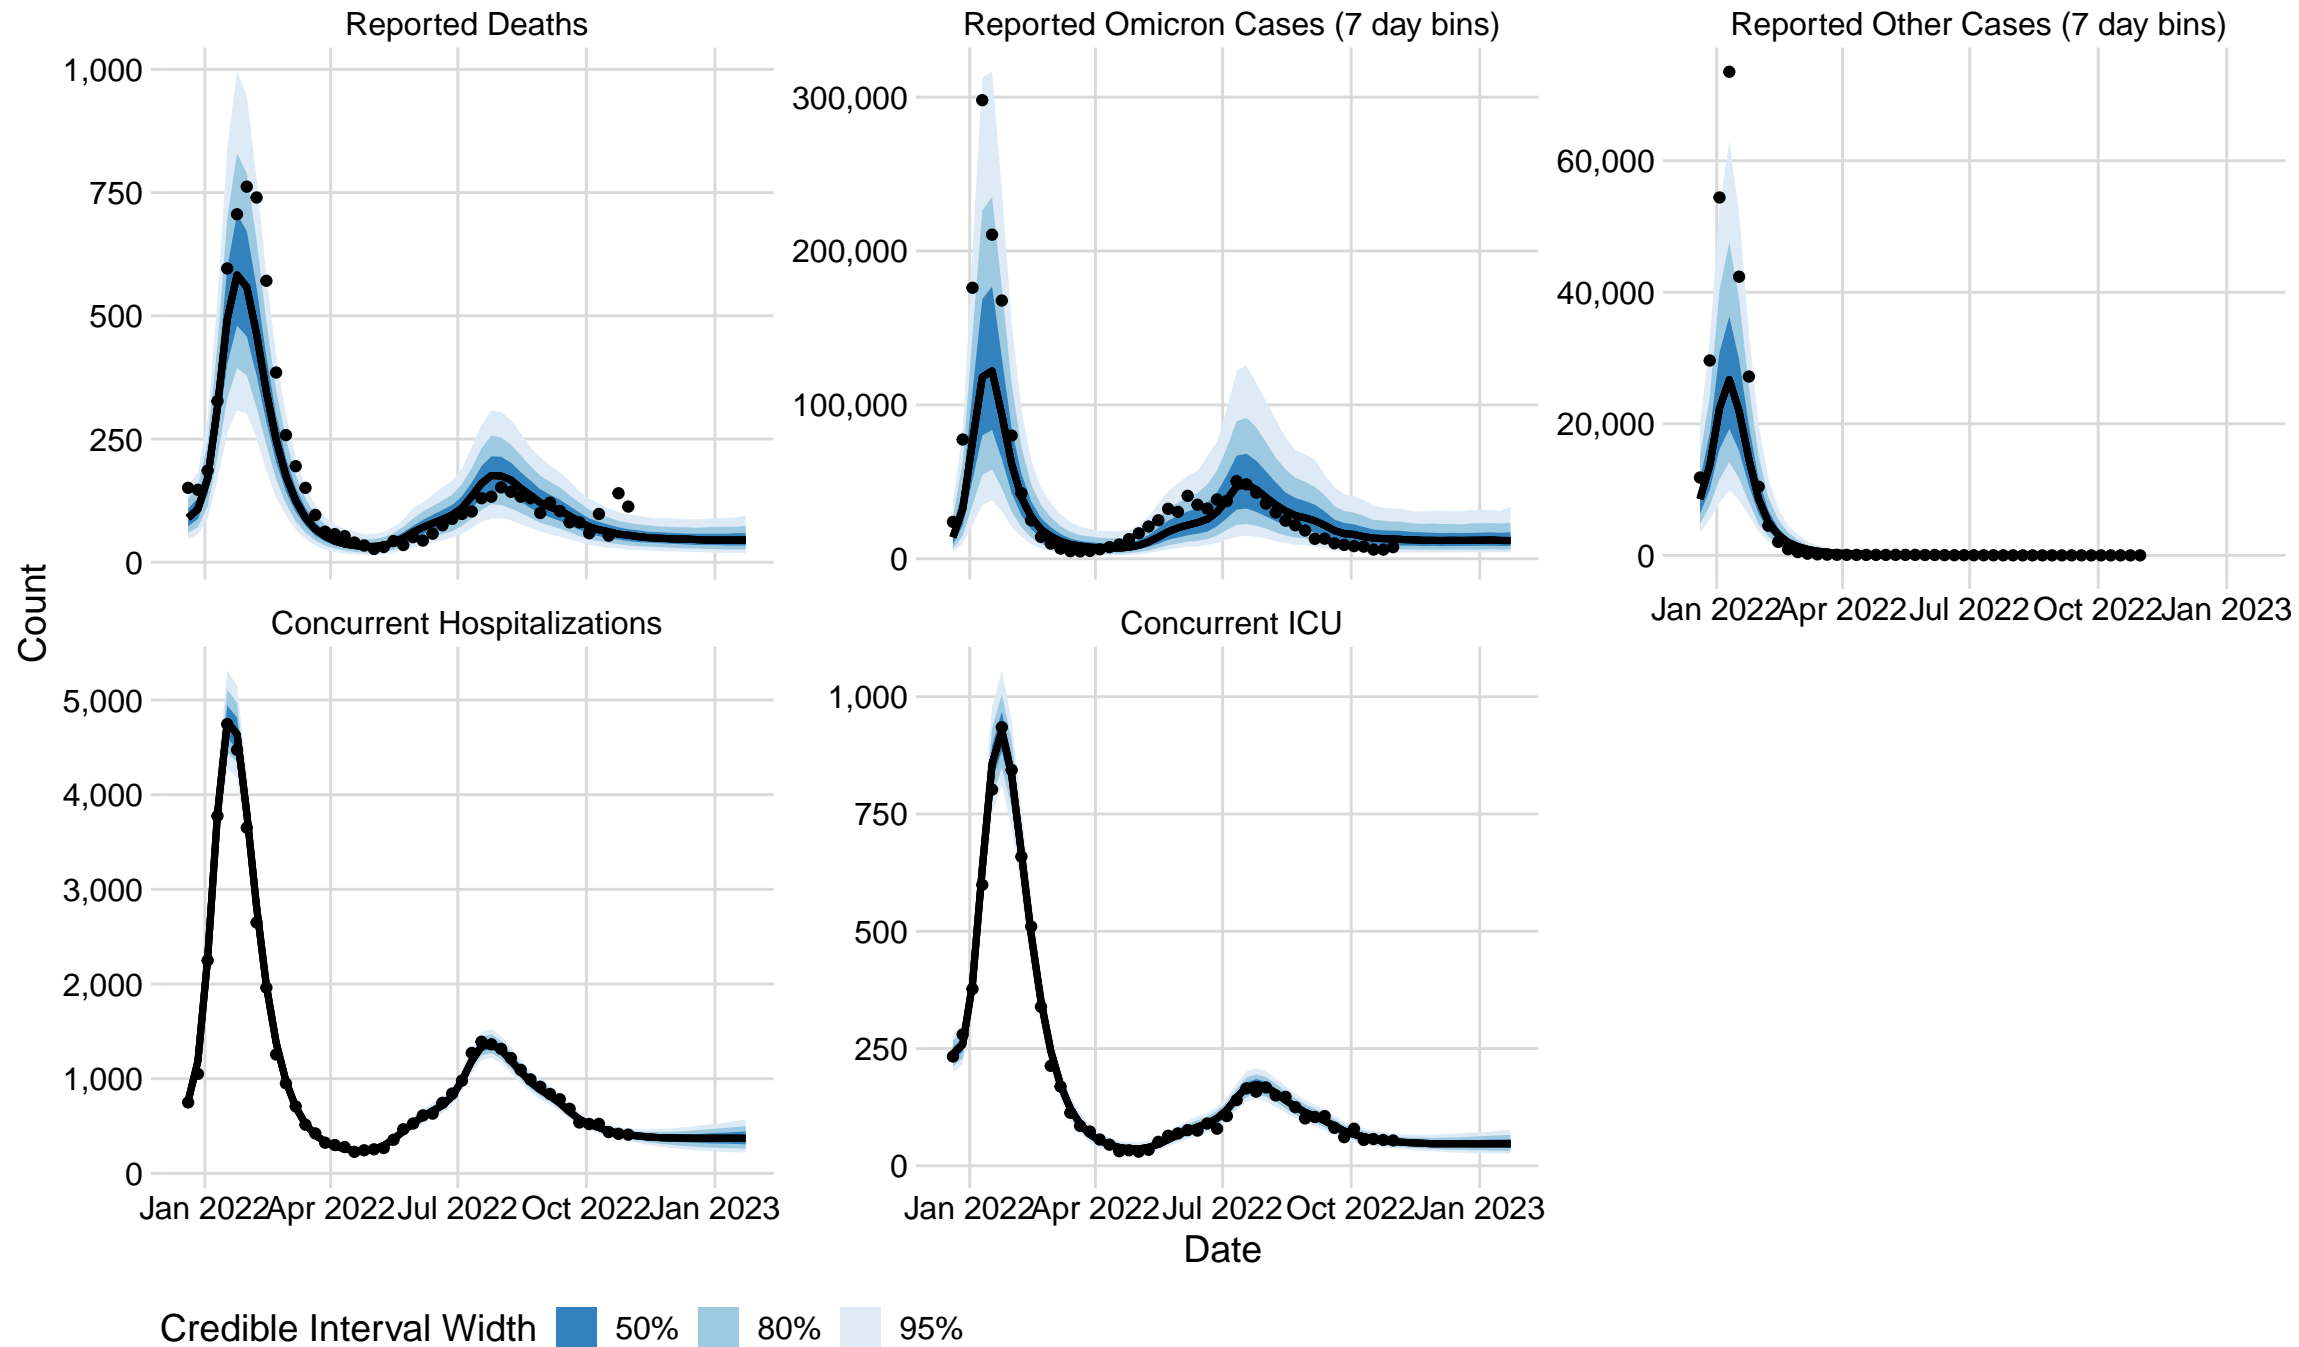 Reported Deaths
Reported Omicron Cases (7 day bins)
Reported Other Cases (7 day bins)
1,000
750
500
250
0
300,000
200,000
100,000
0
60,000
40,000
20,000
0
Jan 2022 Apr 2022 Jul 2022 Oct 2022 Jan 2023
Count
Concurrent Hospitalizations
Concurrent ICU
5,000
4,000
3,000
2,000
1,000
0
1,000
750
500
250
0
Jan 2022 Apr 2022 Jul 2022 Oct 2022 Jan 2023
Jan 2022 Apr 2022 Jul 2022 Oct 2022 Jan 2023
Date
Credible Interval Width 50% 80% 95%